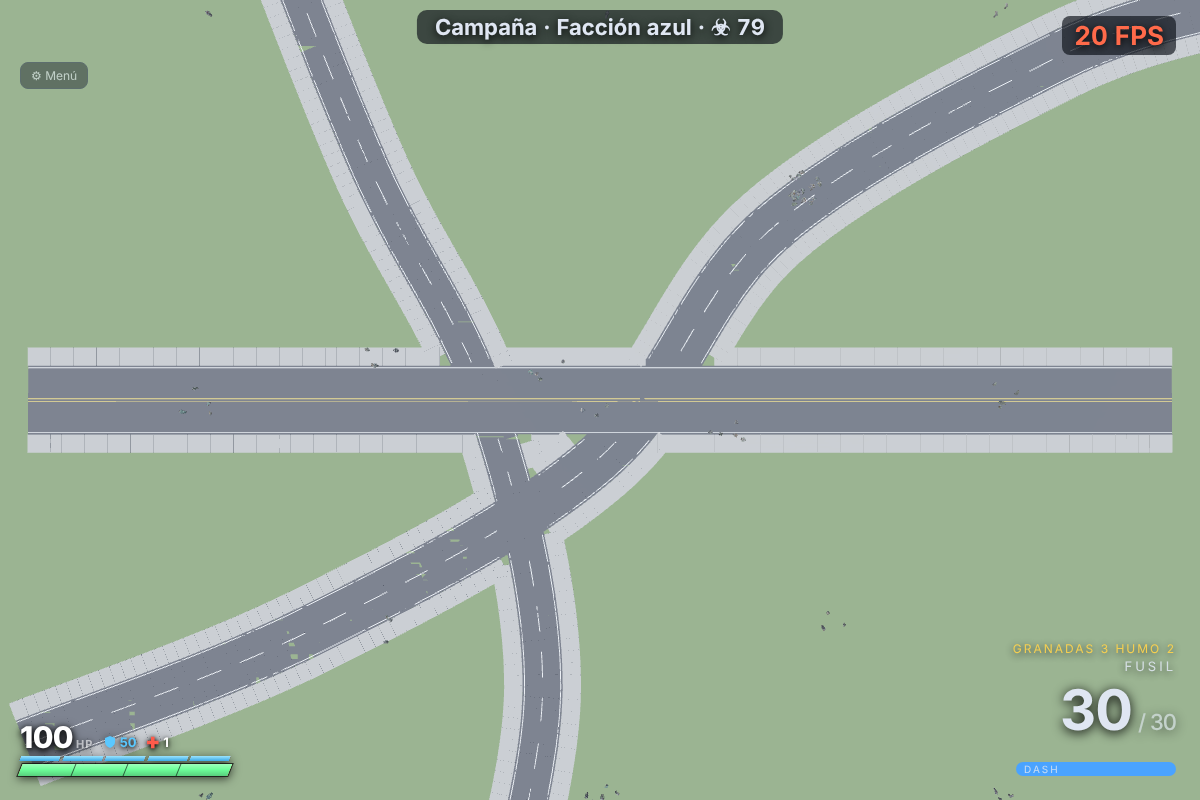 Campaña · Facción azul · ☣ 79
20 FPS
⚙ Menú
GRANADAS 3 HUMO 2
FUSIL
30 / 30
100 HP 50 1
DASH